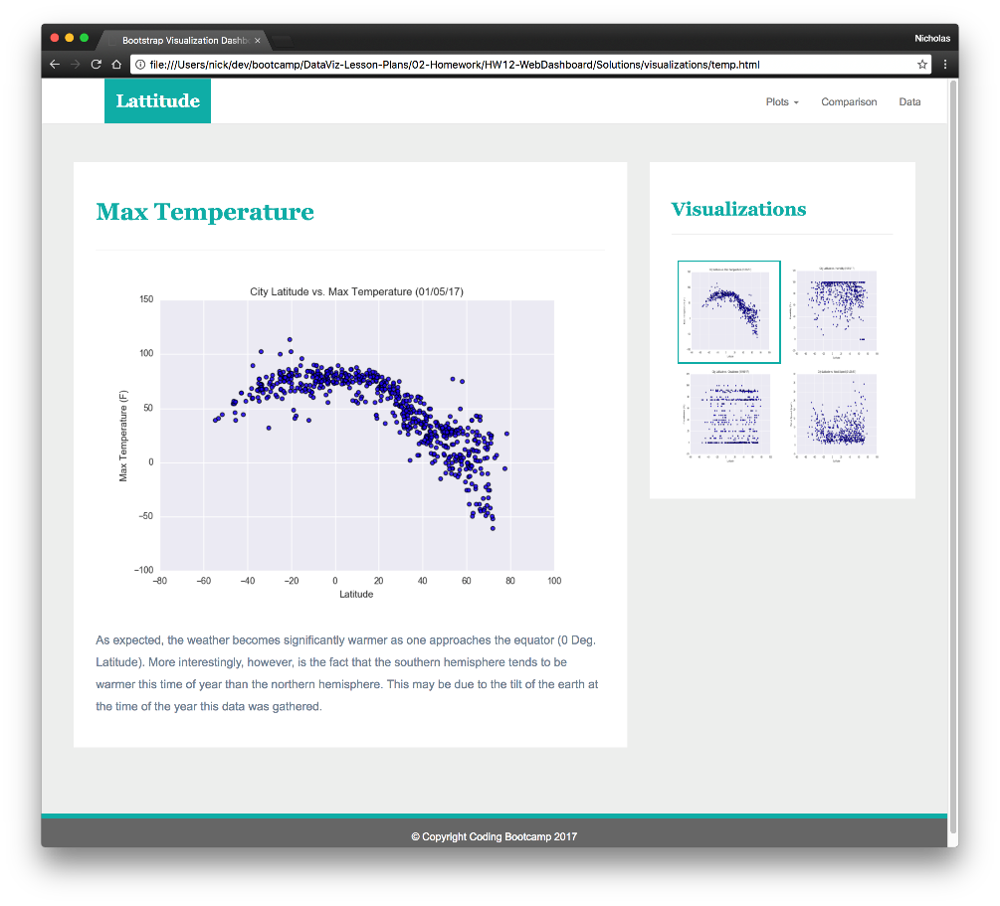 Bootstrap Visualization Dashb
Nicholas
file:///Users/nick/dev/bootcamp/DataViz-Lesson-Plans/02-Homework/HW12-WebDashboard/Solutions/visualizations/temp.html
Lattitude
Plots
Comparison
Data
Max Temperature
City Latitude vs. Max Temperature (01/05/17)
Max Temperature (F)
150
100
50
0
−50
−100
−80 −60 −40 −20 0 20 40 60 80 100
Latitude
As expected, the weather becomes significantly warmer as one approaches the equator (0 Deg.
Latitude). More interestingly, however, is the fact that the southern hemisphere tends to be
warmer this time of year than the northern hemisphere. This may be due to the tilt of the earth at
the time of the year this data was gathered.
Visualizations
© Copyright Coding Bootcamp 2017